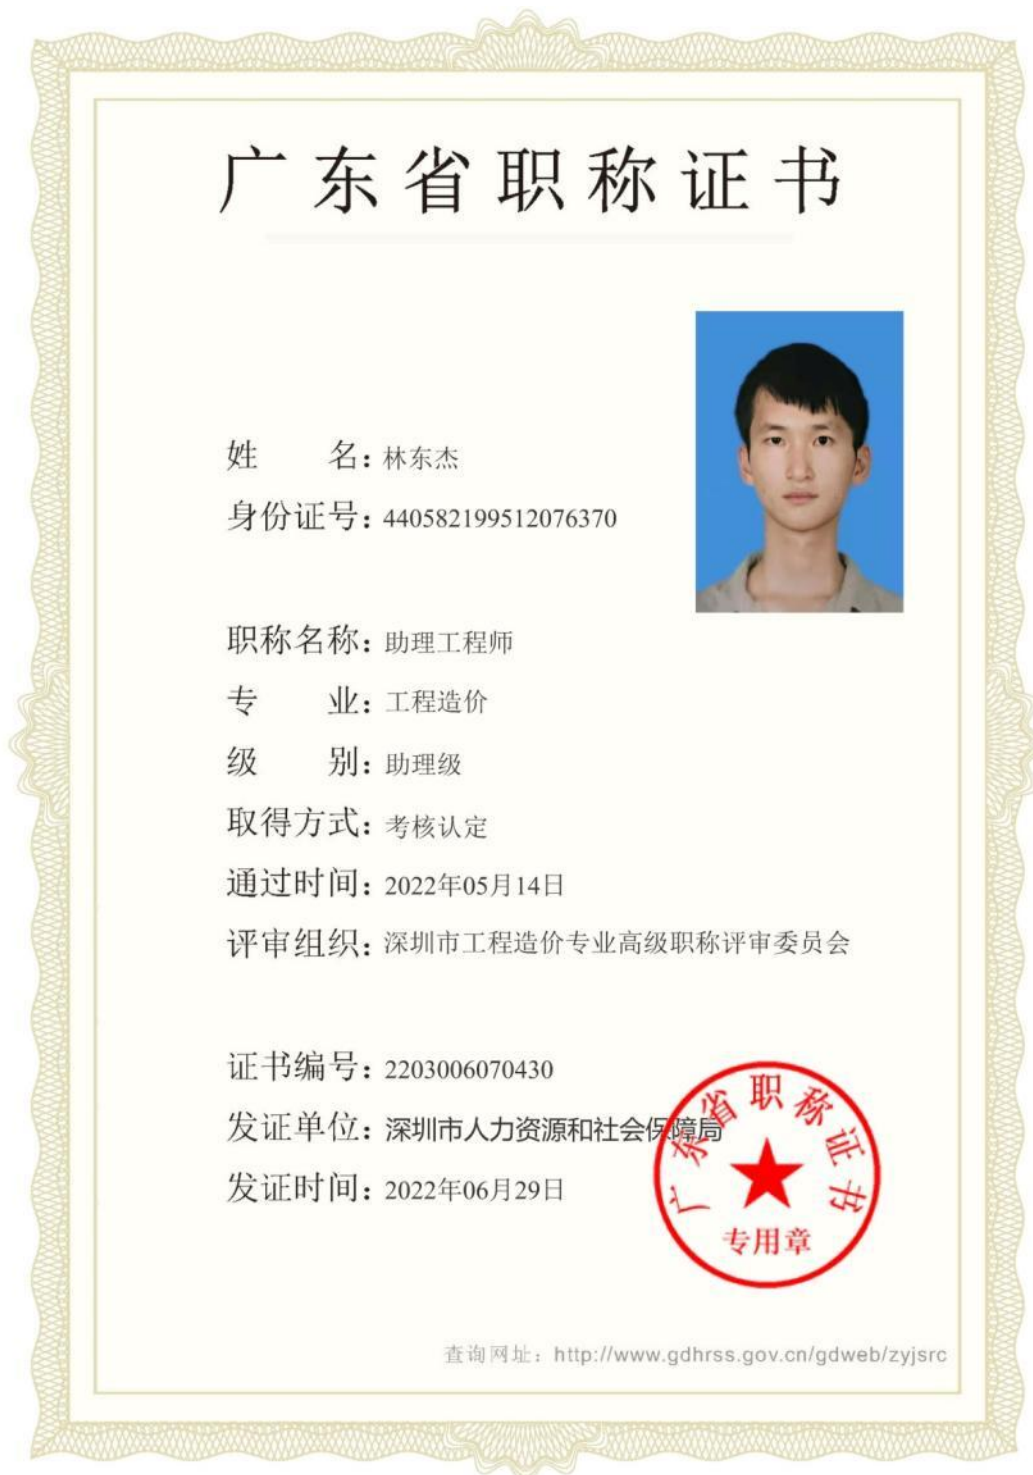 广东省职称证书
姓 名：林东杰
身份证号：440582199512076370
职称名称：助理工程师
专 业：工程造价
级 别：助理级
取得方式：考核认定
通过时间：2022年05月14日
评审组织：深圳市工程造价专业高级职称评审委员会
证书编号：2203006070430
发证单位：深圳市人力资源和社会保障局
发证时间：2022年06月29日
广东省职称证书
专用章
查询网址：http://www.gdhrss.gov.cn/gdweb/zyjsrc